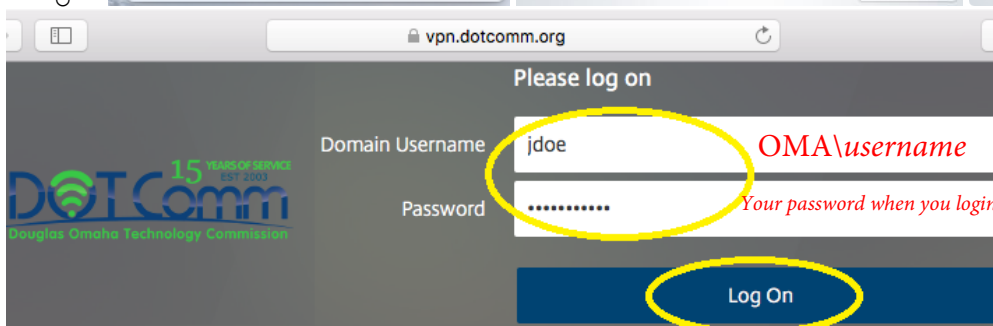 vpn.dotcomm.org
Please log on
Domain Username
jdoe
OMA\username
15 YEARS OF SERVICE
EST 2003
DOTComm
Douglas Omaha Technology Commission
Password
•••••••••••
Your password when you login
Log On